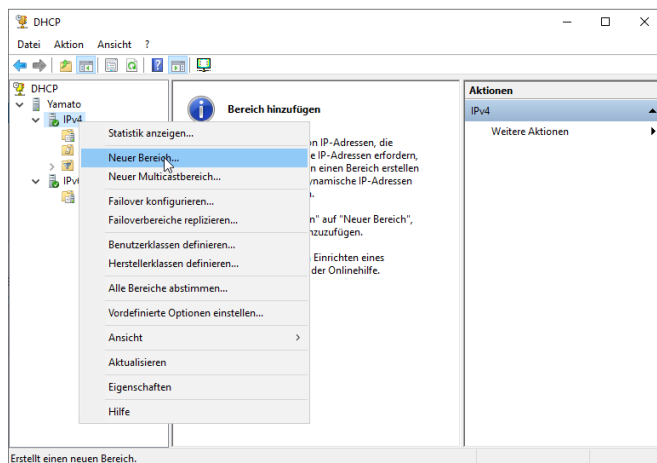 DHCP
Datei Aktion Ansicht ?
DHCP
Yamato
IPv4
Statistik anzeigen...
Neuer Bereich...
Neuer Multicastbereich...
Failover konfigurieren...
Failoverbereiche replizieren...
Benutzerklassen definieren...
Herstellerklassen definieren...
Alle Bereiche abstimmen...
Vordefinierte Optionen einstellen...
Ansicht
Aktualisieren
Eigenschaften
Hilfe
Bereich hinzufügen
IP-Adressen, die
IP-Adressen erfordern,
einen Bereich erstellen
dynamische IP-Adressen
auf "Neuer Bereich",
hinzuzufügen.
Einrichten eines
der Onlinehilfe.
Aktionen
IPv4
Weitere Aktionen
Erstellt einen neuen Bereich.